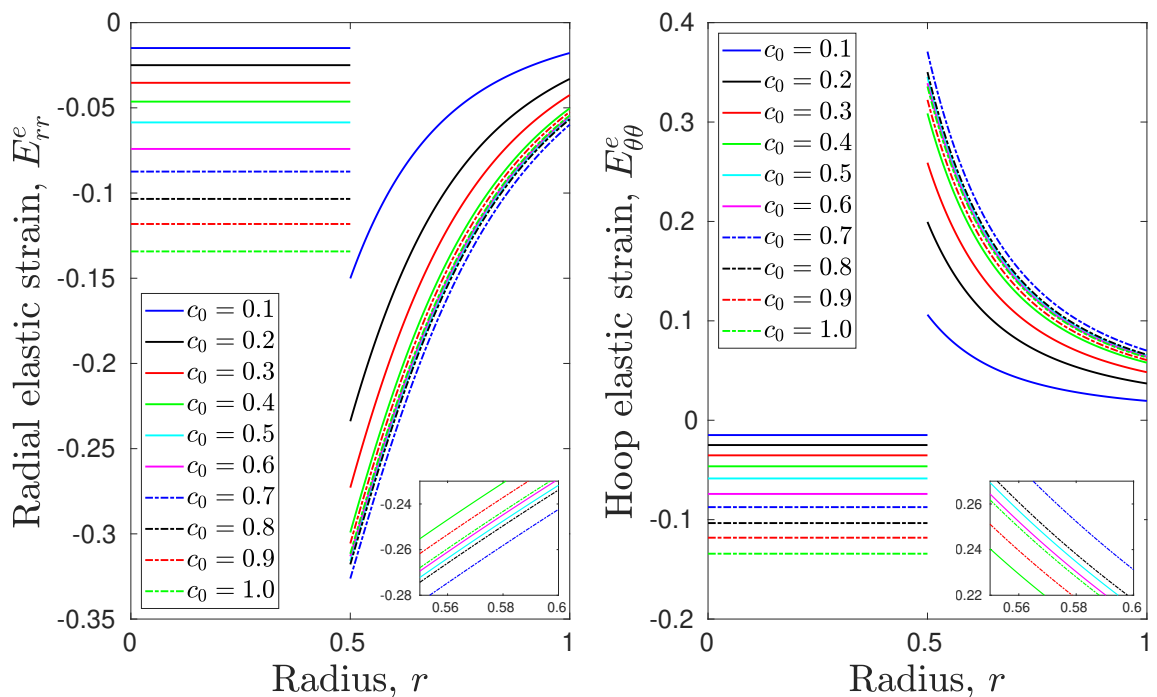 0
-0.05
-0.1
-0.15
-0.2
-0.25
-0.3
-0.35
0
0.5
1
Radial elastic strain, E^e_{rr}
Radius, r
c_0 = 0.1
c_0 = 0.2
c_0 = 0.3
c_0 = 0.4
c_0 = 0.5
c_0 = 0.6
c_0 = 0.7
c_0 = 0.8
c_0 = 0.9
c_0 = 1.0
-0.24
-0.26
-0.28
0.56
0.58
0.6
0.4
0.3
0.2
0.1
0
-0.1
-0.2
0
0.5
1
Hoop elastic strain, E^e_{θθ}
Radius, r
c_0 = 0.1
c_0 = 0.2
c_0 = 0.3
c_0 = 0.4
c_0 = 0.5
c_0 = 0.6
c_0 = 0.7
c_0 = 0.8
c_0 = 0.9
c_0 = 1.0
0.26
0.24
0.22
0.56
0.58
0.6